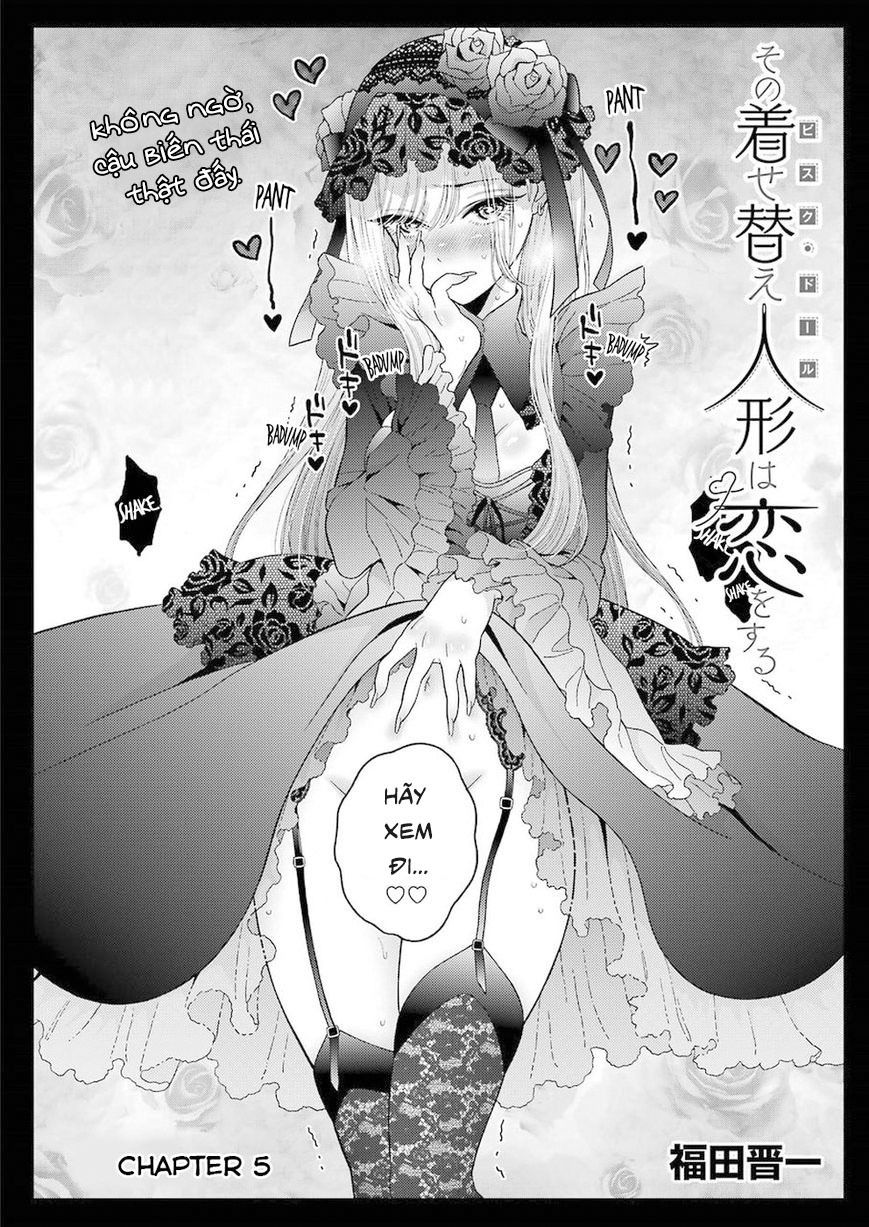 その着せ替え人形は恋をする
ビスク・ドール
KHÔNG NGỜ,
CẬU BIẾN THÁI
THẬT ĐẤY.
PANT
PANT
ドキ♥
BADUMP
BADUMP
ドキ♥
BADUMP
ドキ♥
BADUMP
SHAKE
SHAKE
SHAKE
HÃY
XEM
ĐI...
♡♡
CHAPTER 5
福田晋一